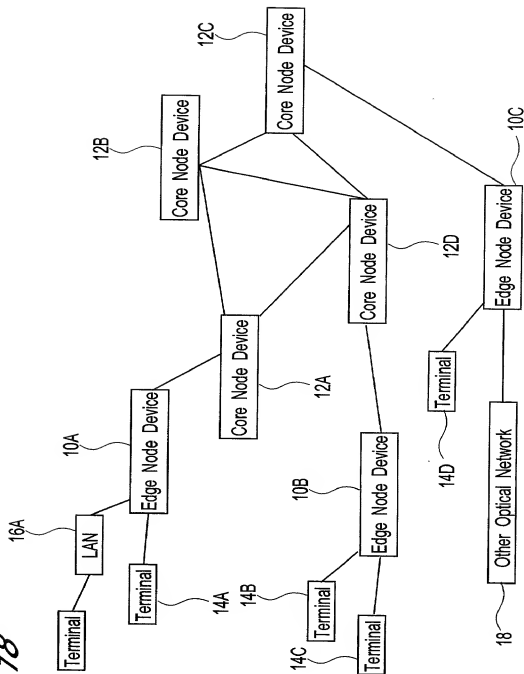 18
16A
Terminal
LAN
10A
12B
Terminal
Edge Node Device
14A
Core Node Device
12C
Core Node Device
12A
Core Node Device
14B
10B
Terminal
14C
Terminal
Edge Node Device
Core Node Device
12D
14D
Terminal
18
Other Optical Network
Edge Node Device
10C